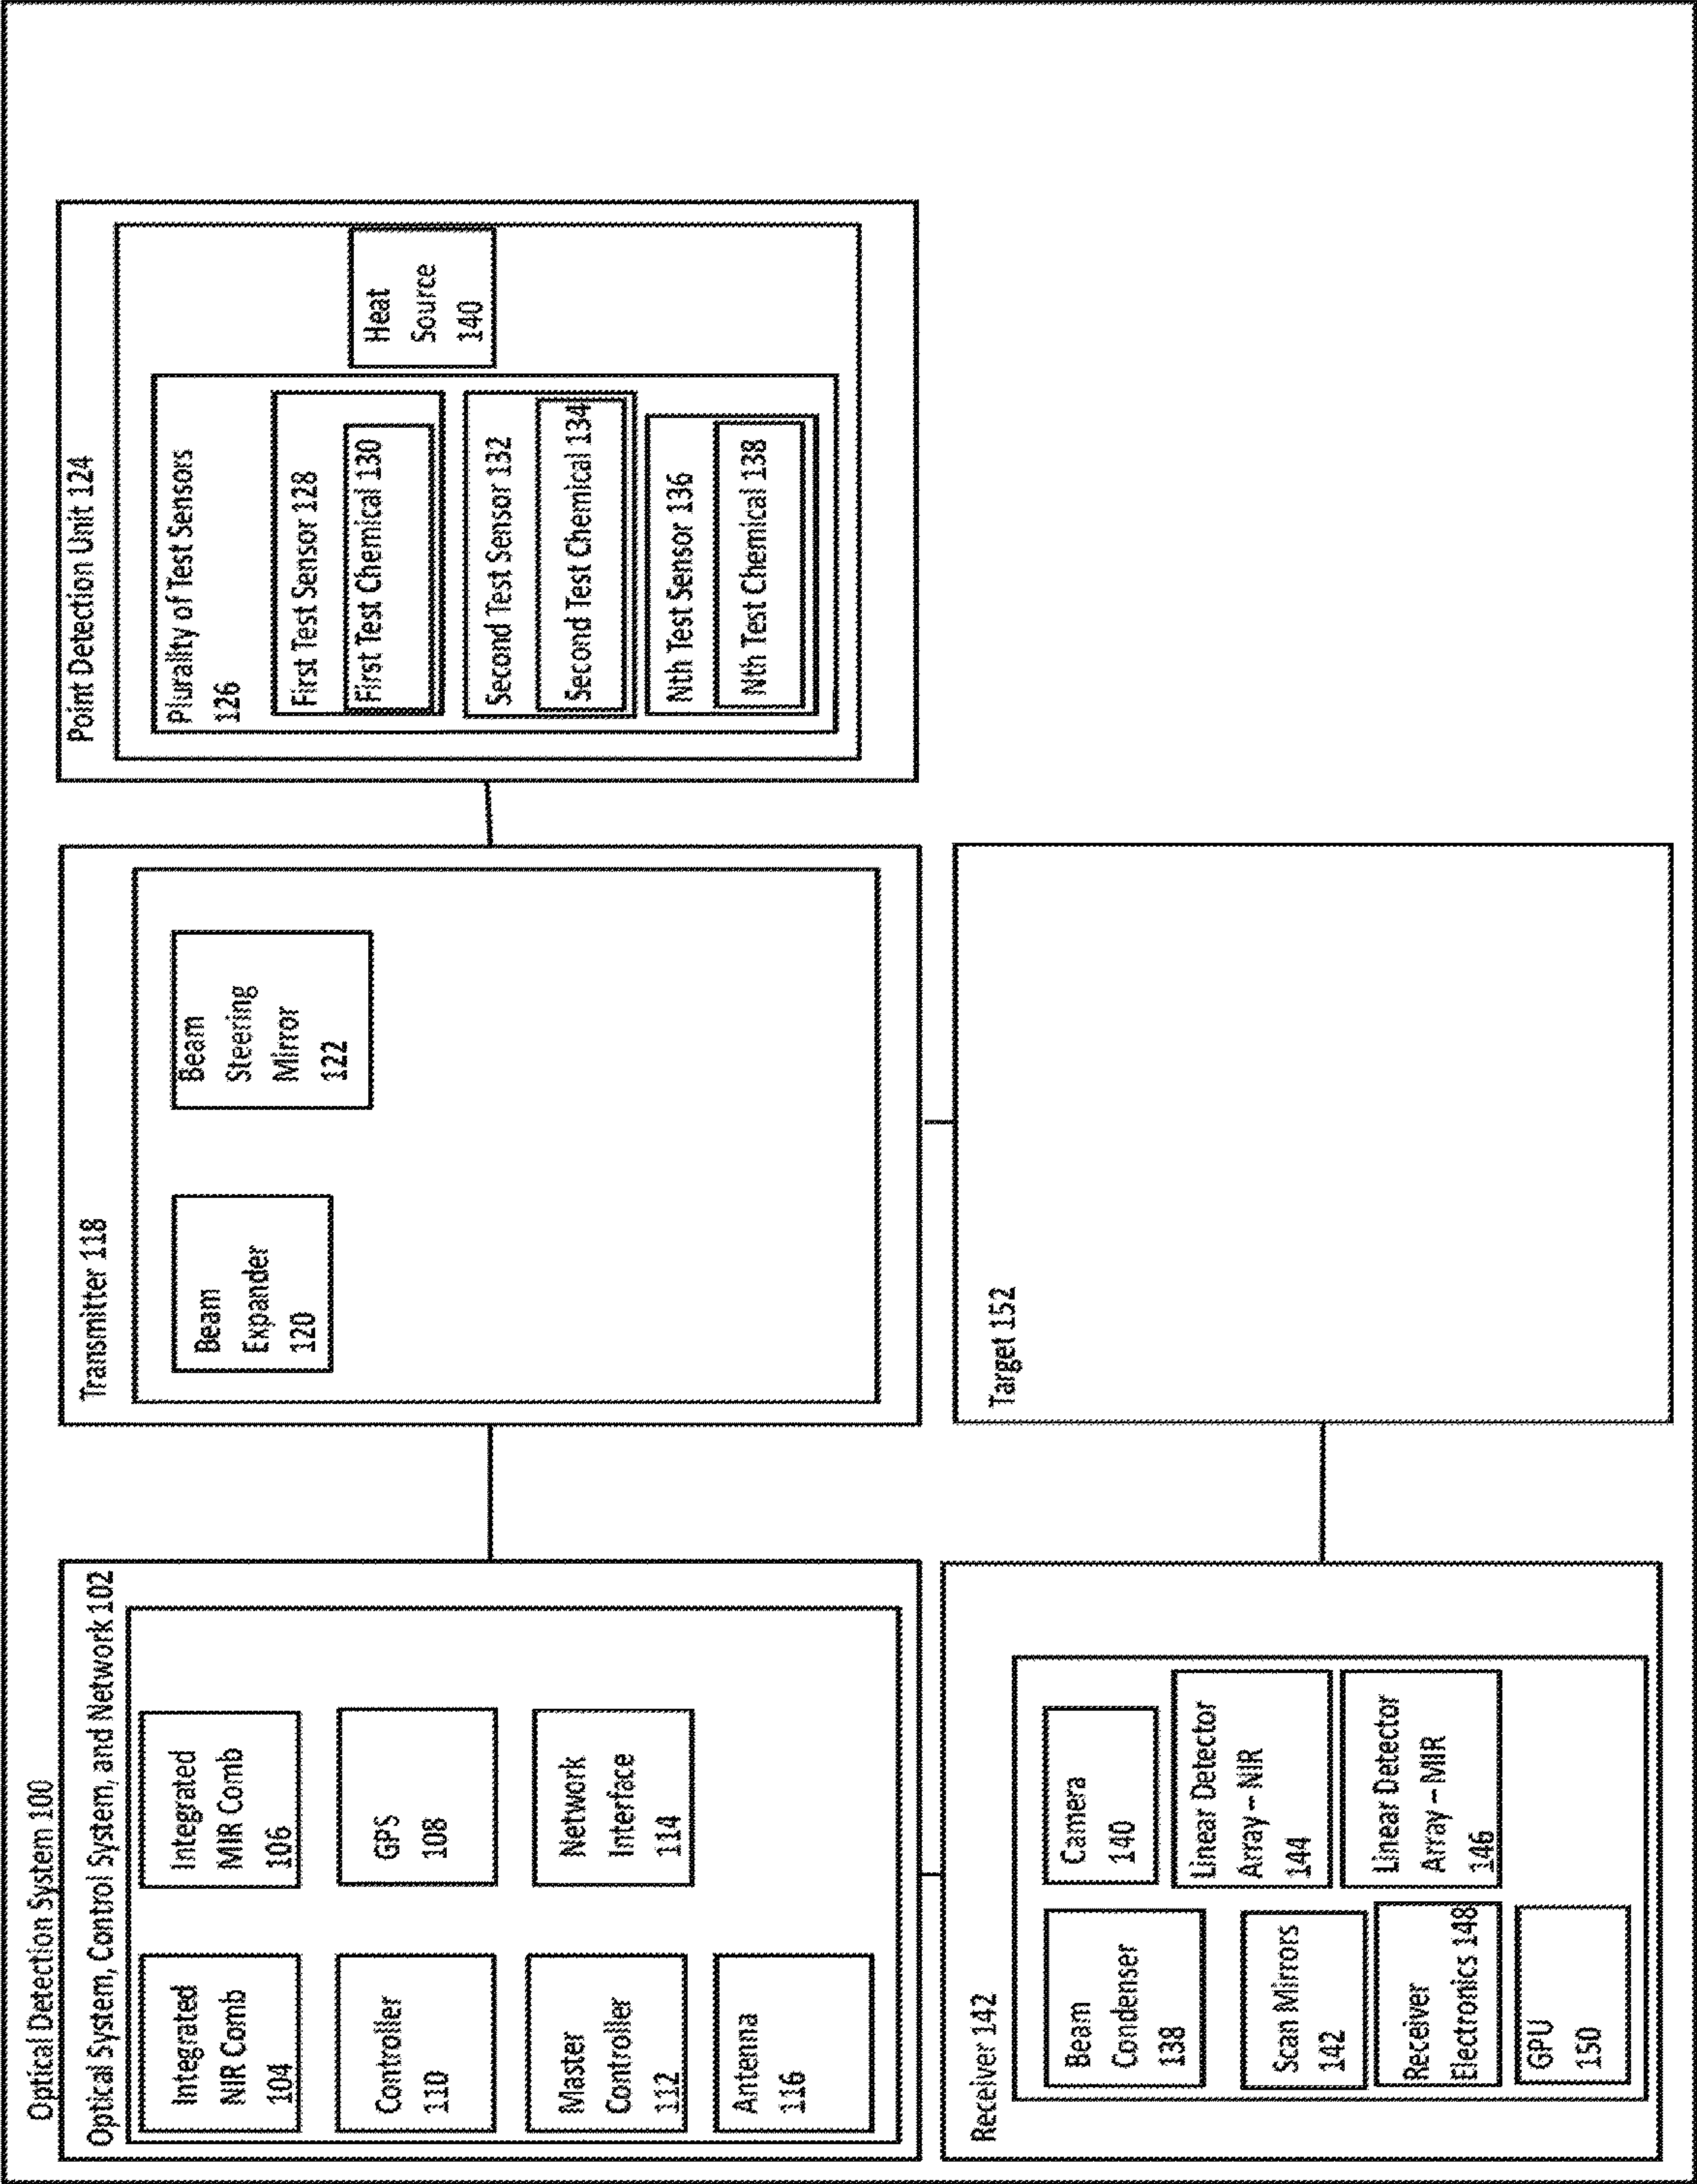 Optical Detection System 100
Optical System, Control System, and Network 102
Integrated
NIR Comb
104
Integrated
MIR Comb
106
Controller
110
GPS
108
Master
Controller
112
Network
Interface
114
Antenna
116
Transmitter 118
Beam
Expander
120
Beam
Steering
Mirror
122
Point Detection Unit 124
Plurality of Test Sensors
126
First Test Sensor 128
First Test Chemical 130
Second Test Sensor 132
Second Test Chemical 134
Nth Test Sensor 136
Nth Test Chemical 138
Heat
Source
140
Receiver 142
Beam
Condenser
138
Camera
140
Scan Mirrors
142
Linear Detector
Array – NIR
144
Receiver
Electronics 148
Linear Detector
Array – MIR
146
GPU
150
Target 152